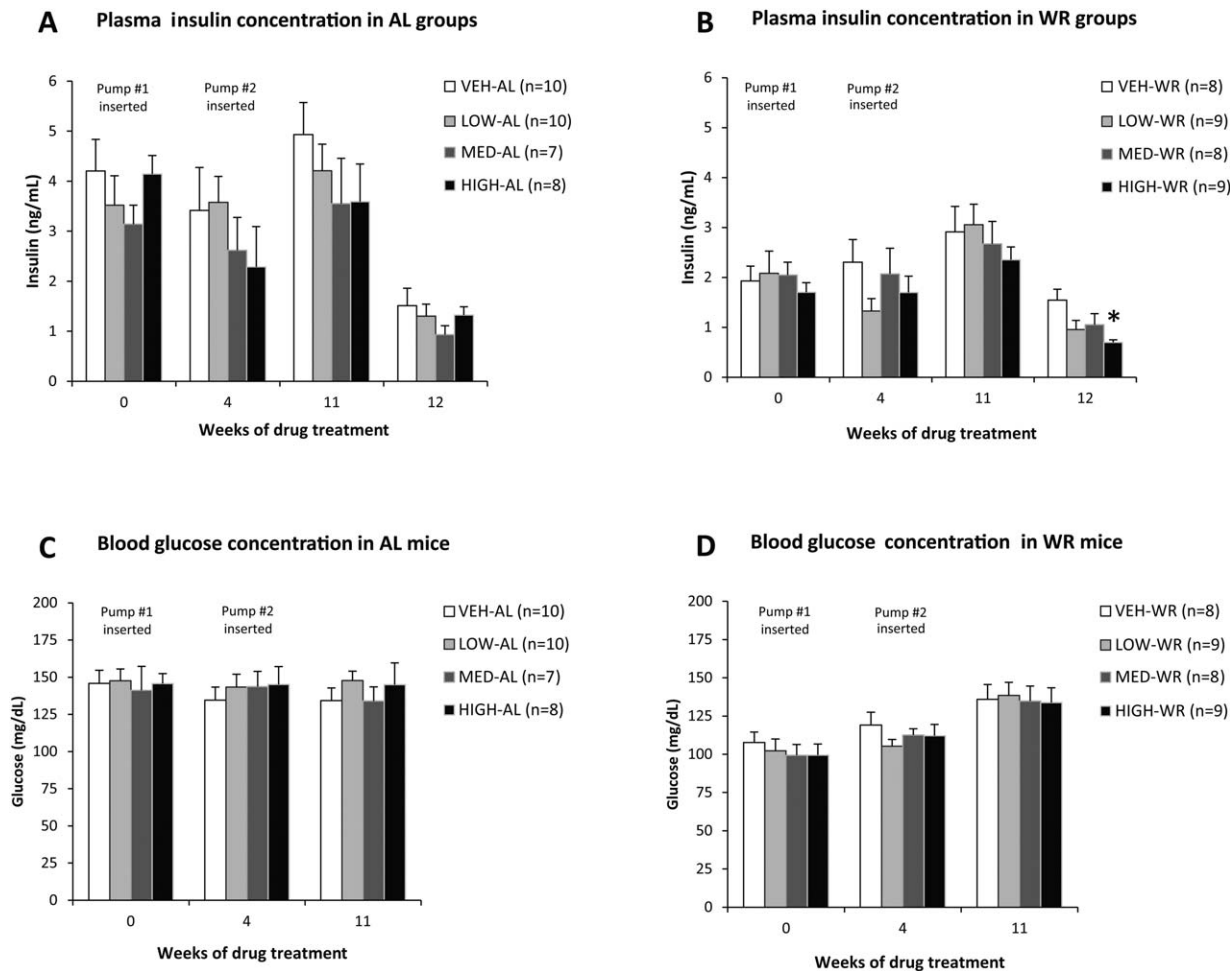 A Plasma insulin concentration in AL groups
Pump #1
inserted
Pump #2
inserted
VEH-AL (n=10)
LOW-AL (n=10)
MED-AL (n=7)
HIGH-AL (n=8)
Insulin (ng/mL)
6
5
4
3
2
1
0
0 4 11 12
Weeks of drug treatment
B Plasma insulin concentration in WR groups
Pump #1
inserted
Pump #2
inserted
VEH-WR (n=8)
LOW-WR (n=9)
MED-WR (n=8)
HIGH-WR (n=9)
Insulin (ng/mL)
6
5
4
3
2
1
0
*
0 4 11 12
Weeks of drug treatment
C Blood glucose concentration in AL mice
Pump #1
inserted
Pump #2
inserted
VEH-AL (n=10)
LOW-AL (n=10)
MED-AL (n=7)
HIGH-AL (n=8)
Glucose (mg/dL)
200
175
150
125
100
75
50
25
0
0 4 11
Weeks of drug treatment
D Blood glucose concentration in WR mice
Pump #1
inserted
Pump #2
inserted
VEH-WR (n=8)
LOW-WR (n=9)
MED-WR (n=8)
HIGH-WR (n=9)
Glucose (mg/dL)
200
175
150
125
100
75
50
25
0
0 4 11
Weeks of drug treatment